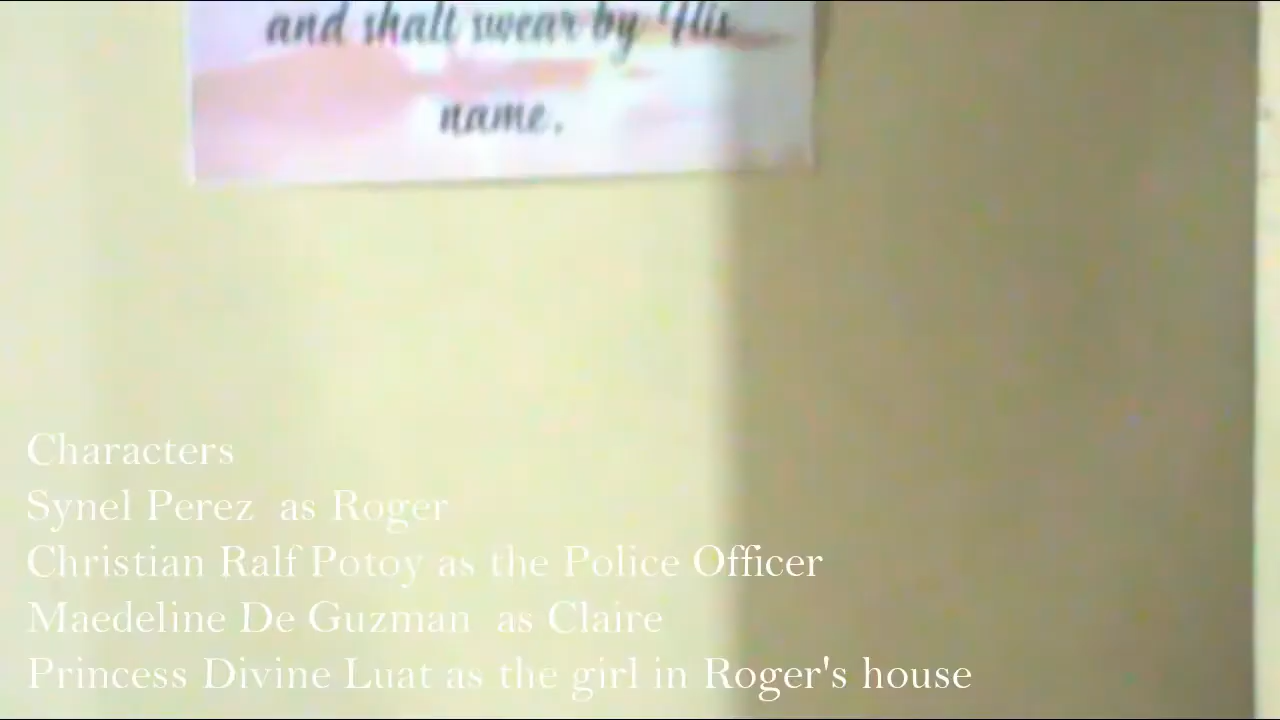 and shalt swear by His
name.
Characters
Synel Perez as Roger
Christian Ralf Potoy as the Police Officer
Maedeline De Guzman as Claire
Princess Divine Luat as the girl in Roger's house